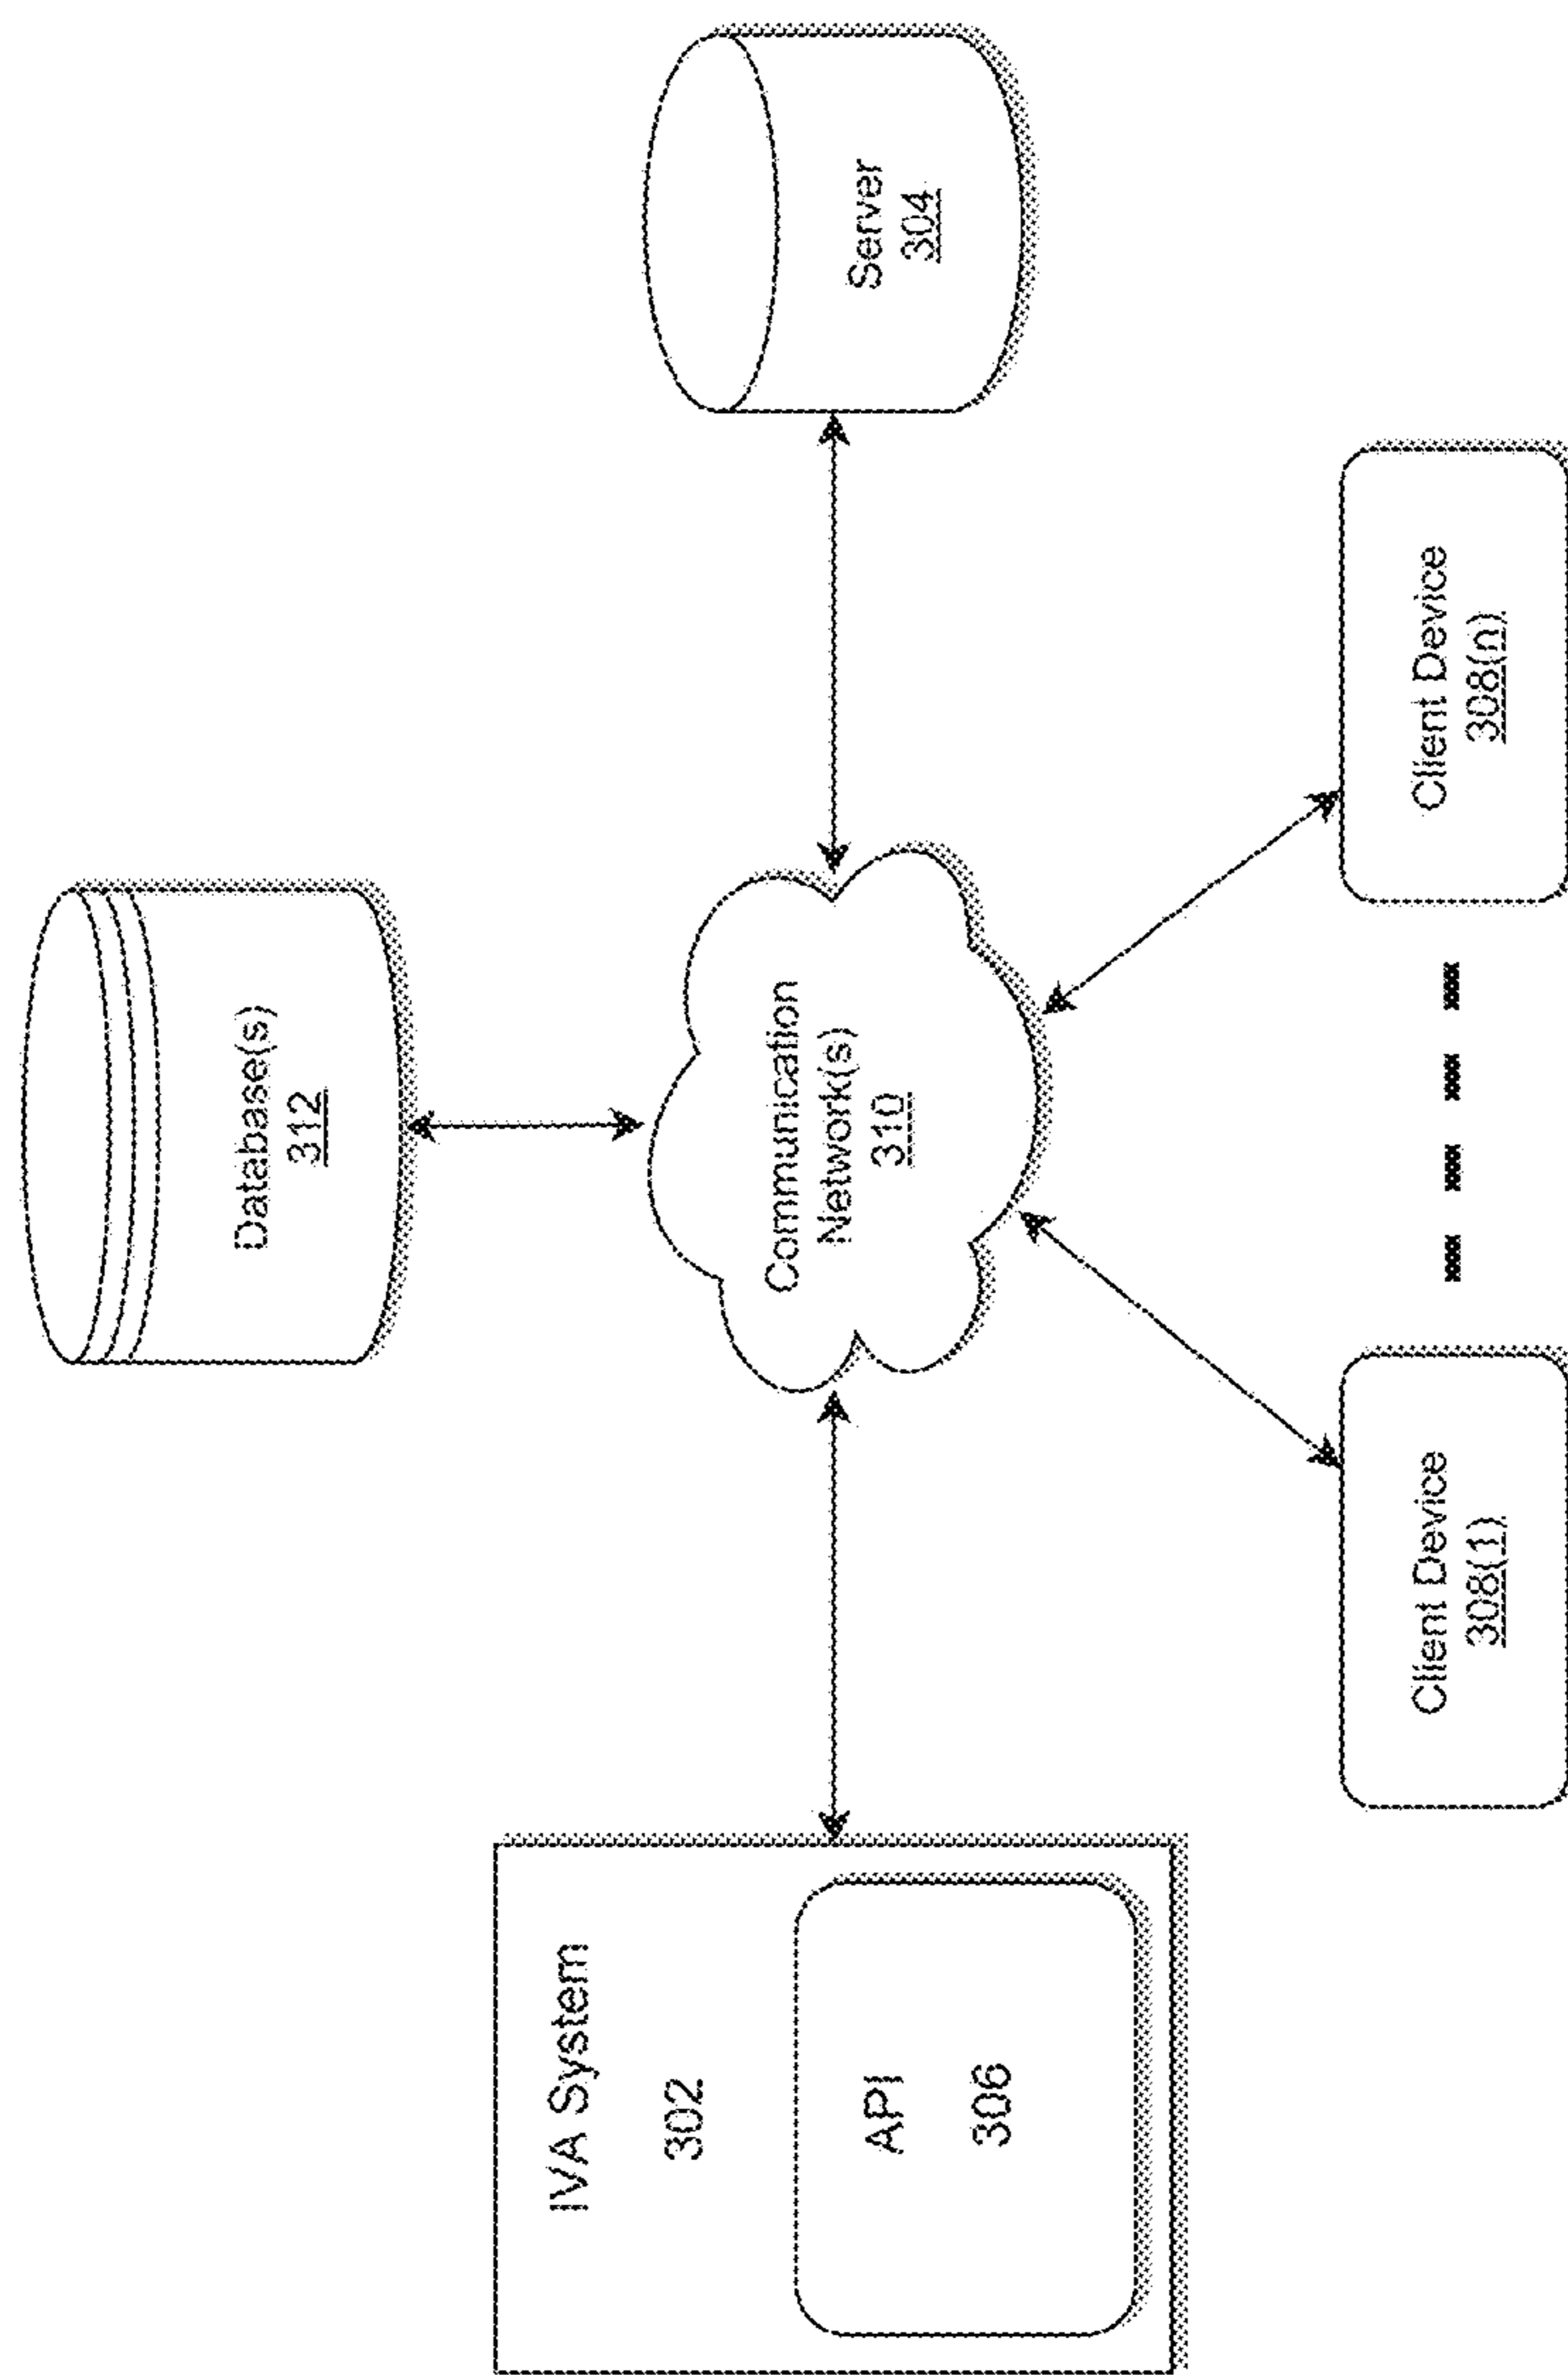 Database(s)
312
IVA System
302
API
306
Communication
Network(s)
310
Server
304
Client Device
308(1)
Client Device
308(n)